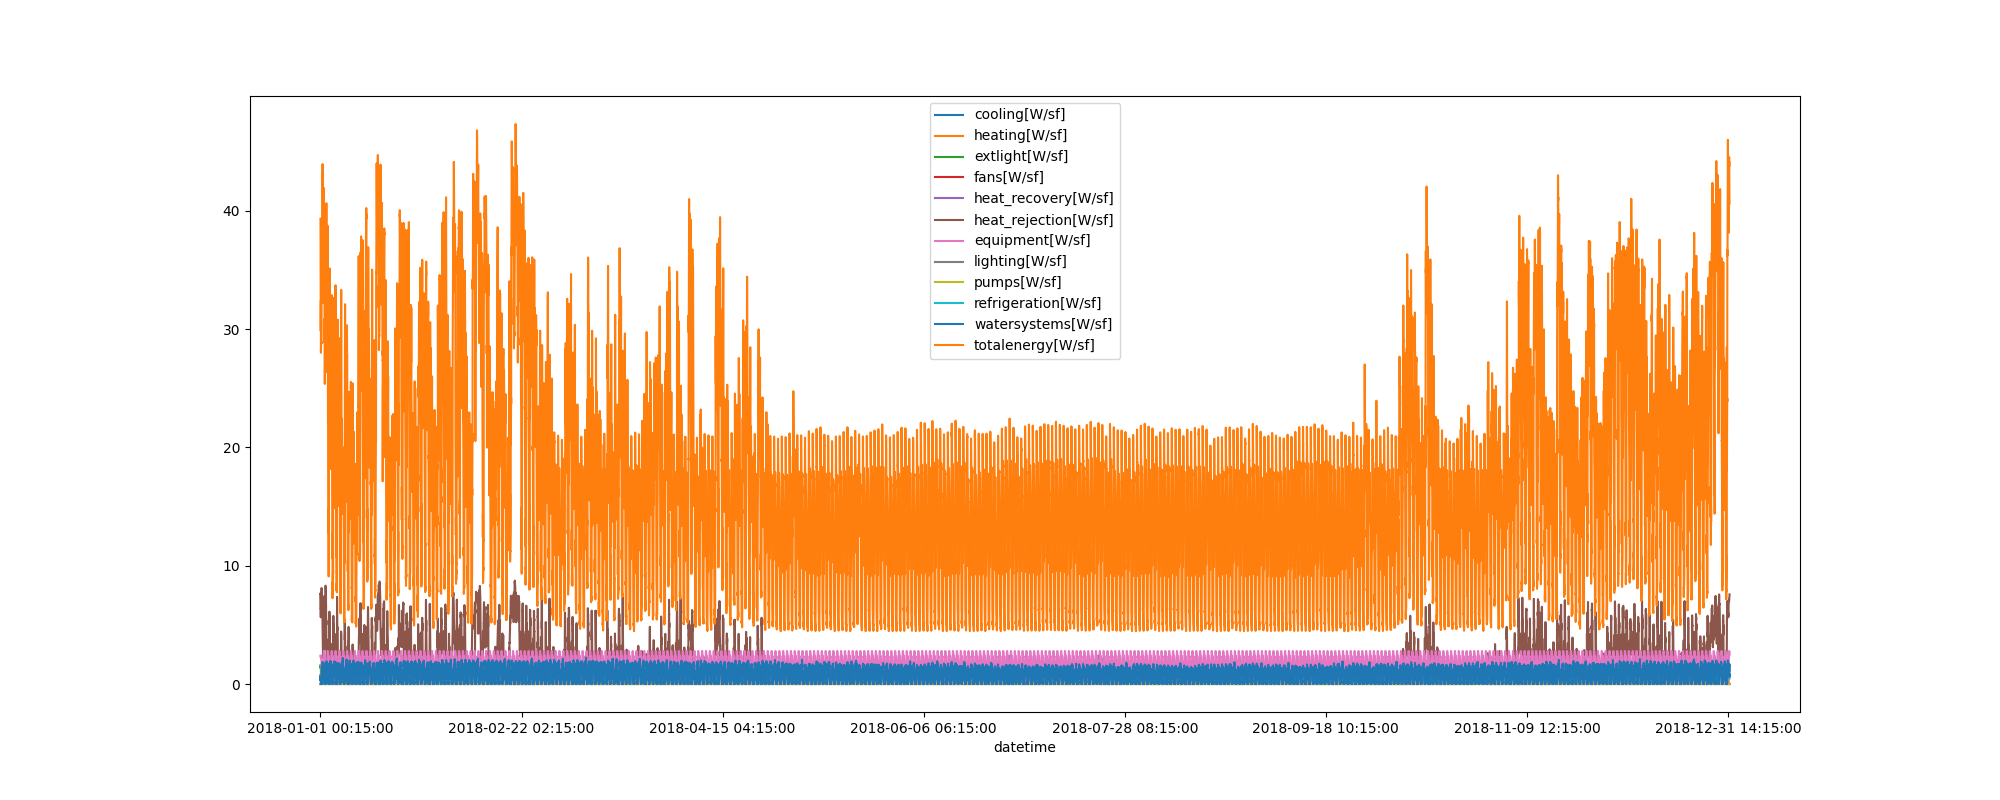 cooling[W/sf]
heating[W/sf]
extlight[W/sf]
fans[W/sf]
heat_recovery[W/sf]
heat_rejection[W/sf]
equipment[W/sf]
lighting[W/sf]
pumps[W/sf]
refrigeration[W/sf]
watersystems[W/sf]
totalenergy[W/sf]
40
30
20
10
0
2018-01-01 00:15:00 2018-02-22 02:15:00 2018-04-15 04:15:00 2018-06-06 06:15:00 2018-07-28 08:15:00 2018-09-18 10:15:00 2018-11-09 12:15:00 2018-12-31 14:15:00
datetime